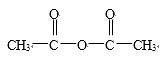 O O
CH₃ C O C CH₃